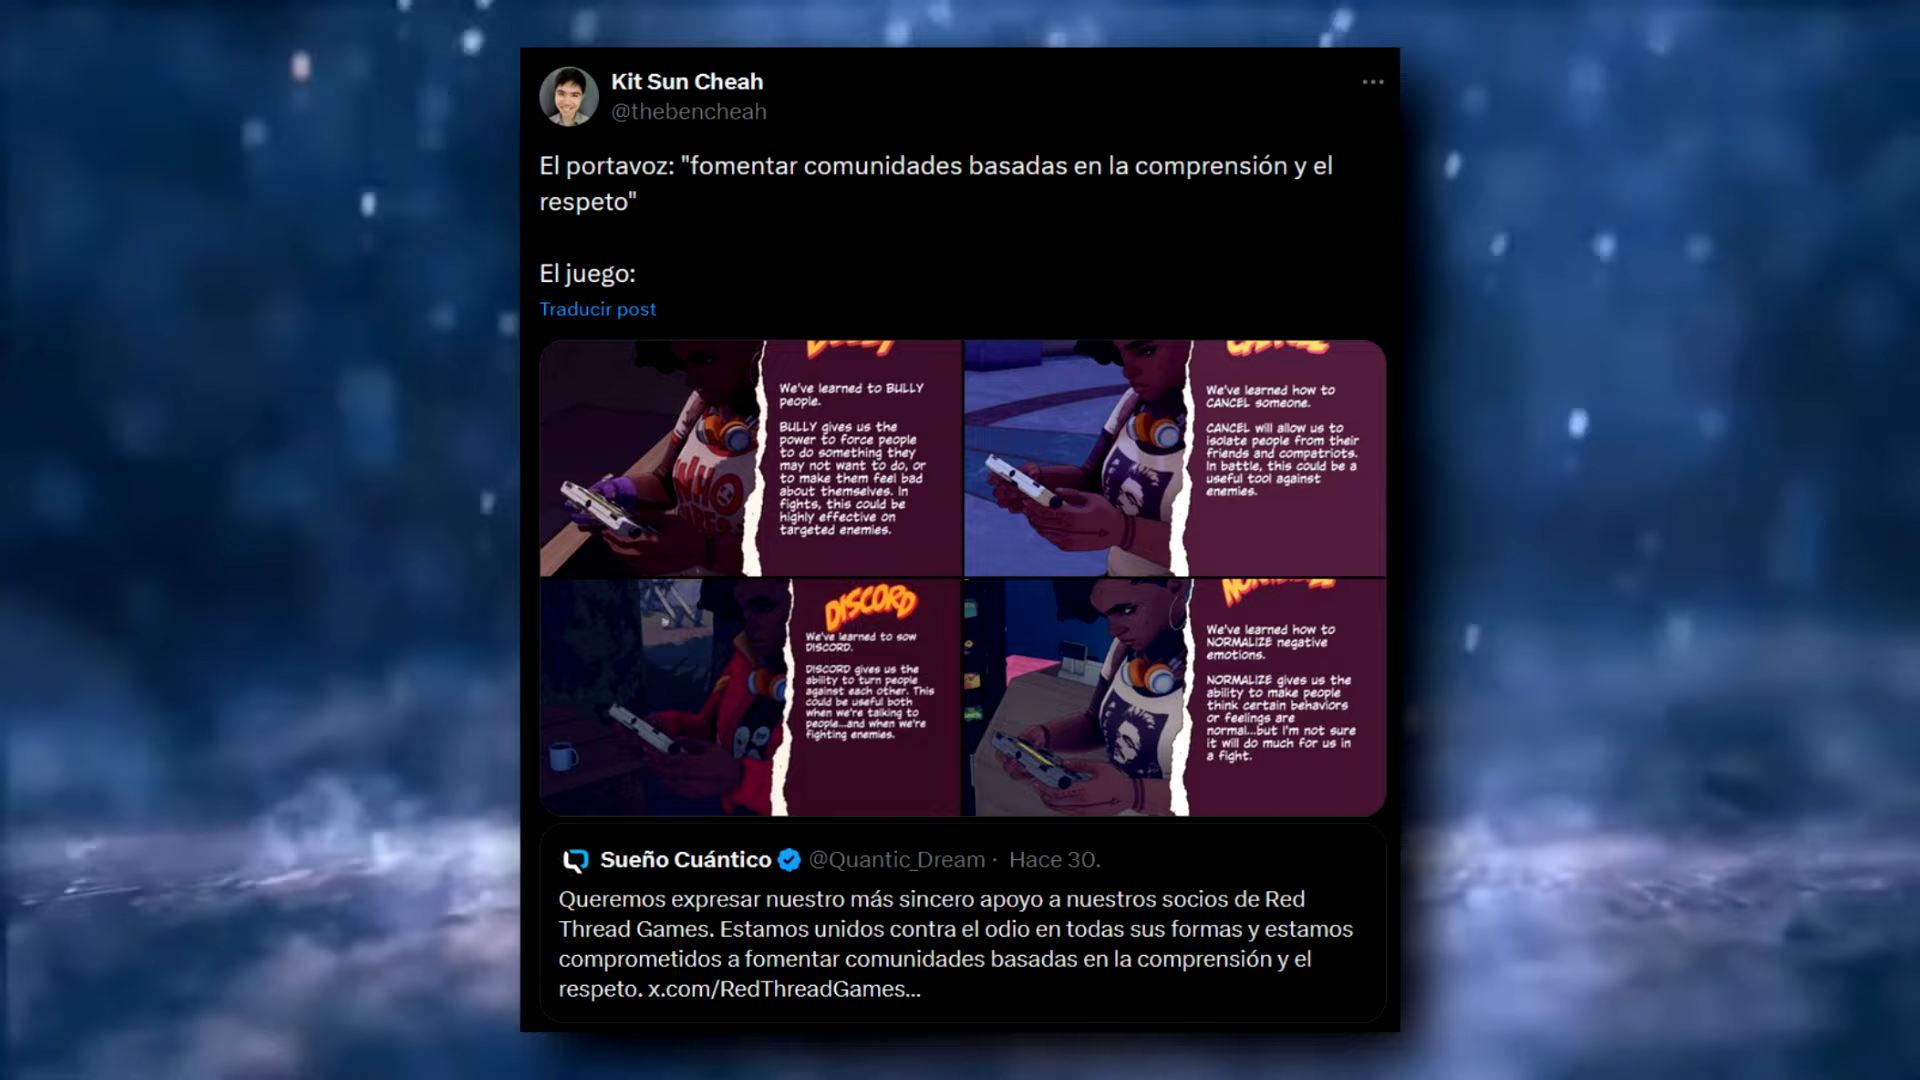 Kit Sun Cheah
@thebencheah
El portavoz: "fomentar comunidades basadas en la comprensión y el
respeto"
El juego:
Traducir post
We've learned to BULLY
people.
BULLY gives us the
power to force people
to do something they
may not want to do, or
to make them feel bad
about themselves. In
fights, this could be
highly effective on
targeted enemies.
CANCEL
We've learned how to
CANCEL someone.
CANCEL will allow us to
isolate people from their
friends and compatriots.
In battle, this could be a
useful tool against
enemies.
DISCORD
We've learned to sow
DISCORD.
DISCORD gives us the
ability to turn people
against each other. This
could be useful both
when we're talking to
people...and when we're
fighting enemies.
We've learned how to
NORMALIZE negative
emotions.
NORMALIZE gives us the
ability to make people
think certain behaviors
or feelings are
normal...but I'm not sure
it will do much for us in
a fight.
Sueño Cuántico @Quantic_Dream · Hace 30.
Queremos expresar nuestro más sincero apoyo a nuestros socios de Red
Thread Games. Estamos unidos contra el odio en todas sus formas y estamos
comprometidos a fomentar comunidades basadas en la comprensión y el
respeto. x.com/RedThreadGames...